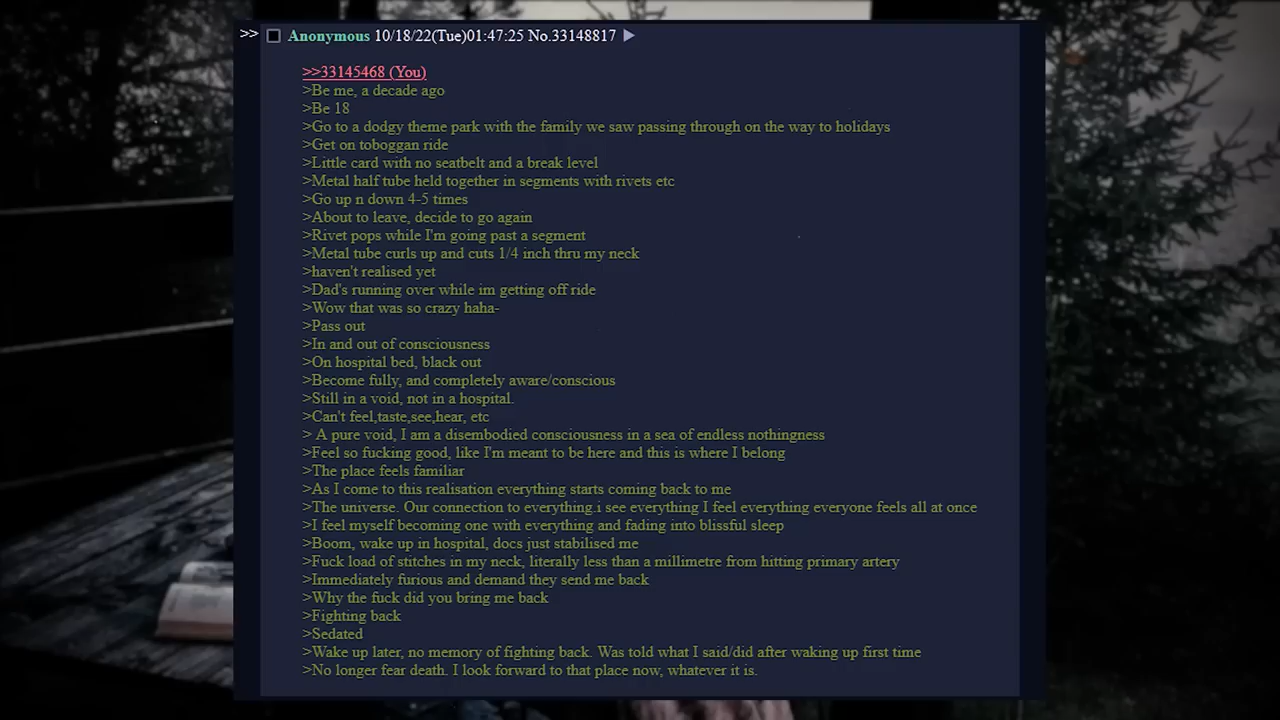 >> Anonymous 10/18/22(Tue)01:47:25 No.33148817 ▶
>>33145468 (You)
>Be me, a decade ago
>Be 18
>Go to a dodgy theme park with the family we saw passing through on the way to holidays
>Get on toboggan ride
>Little card with no seatbelt and a break level
>Metal half tube held together in segments with rivets etc
>Go up n down 4-5 times
>About to leave, decide to go again
>Rivet pops while I'm going past a segment
>Metal tube curls up and cuts 1/4 inch thru my neck
>haven't realised yet
>Dad's running over while im getting off ride
>Wow that was so crazy haha-
>Pass out
>In and out of consciousness
>On hospital bed, black out
>Become fully, and completely aware/conscious
>Still in a void, not in a hospital.
>Can't feel,taste,see,hear, etc
> A pure void, I am a disembodied consciousness in a sea of endless nothingness
>Feel so fucking good, like I'm meant to be here and this is where I belong
>The place feels familiar
>As I come to this realisation everything starts coming back to me
>The universe. Our connection to everything.i see everything I feel everything everyone feels all at once
>I feel myself becoming one with everything and fading into blissful sleep
>Boom, wake up in hospital, docs just stabilised me
>Fuck load of stitches in my neck, literally less than a millimetre from hitting primary artery
>Immediately furious and demand they send me back
>Why the fuck did you bring me back
>Fighting back
>Sedated
>Wake up later, no memory of fighting back. Was told what I said/did after waking up first time
>No longer fear death. I look forward to that place now, whatever it is.